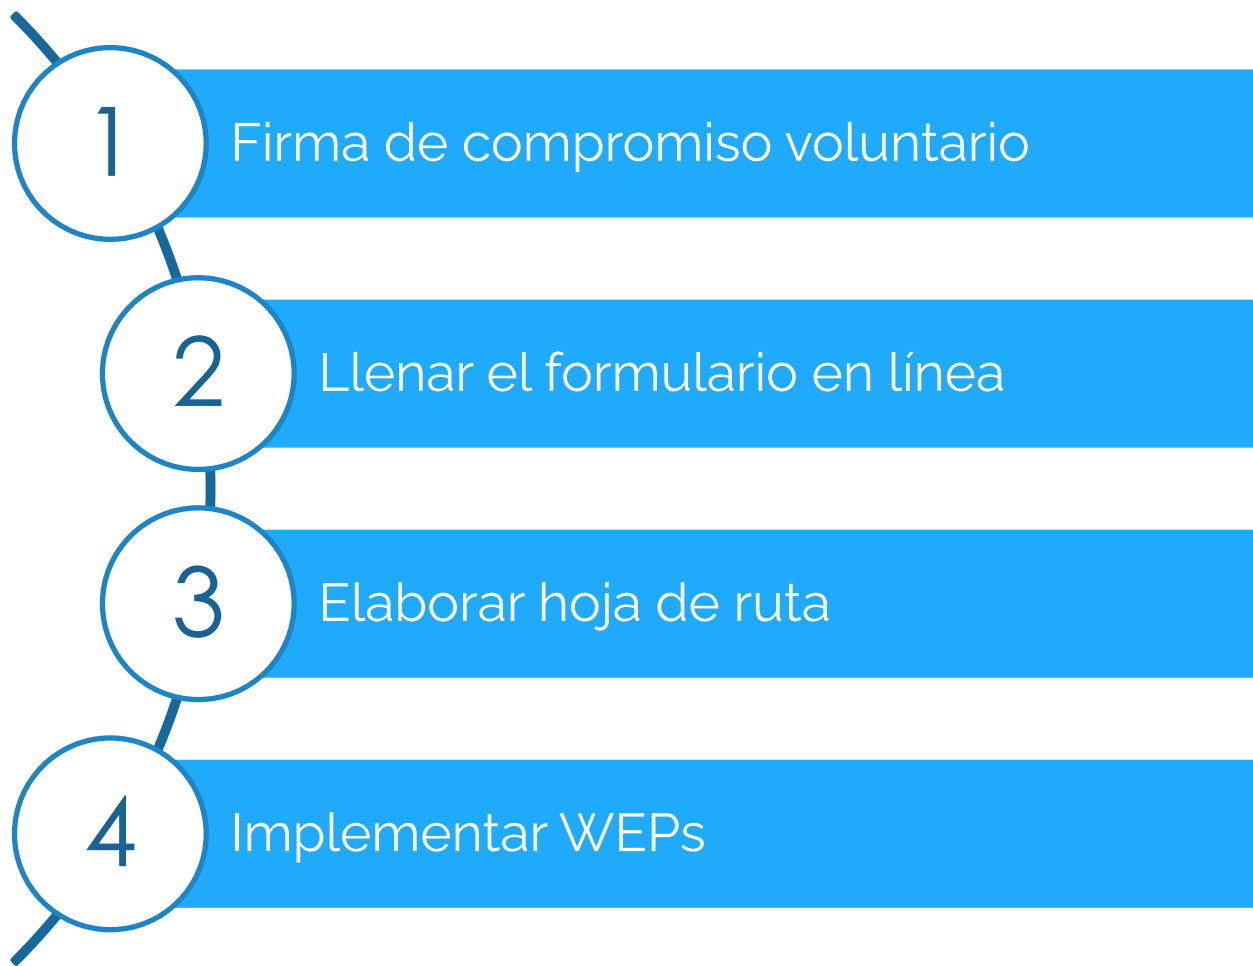 1
Firma de compromiso voluntario
2
Llenar el formulario en línea
3
Elaborar hoja de ruta
4
Implementar WEPs